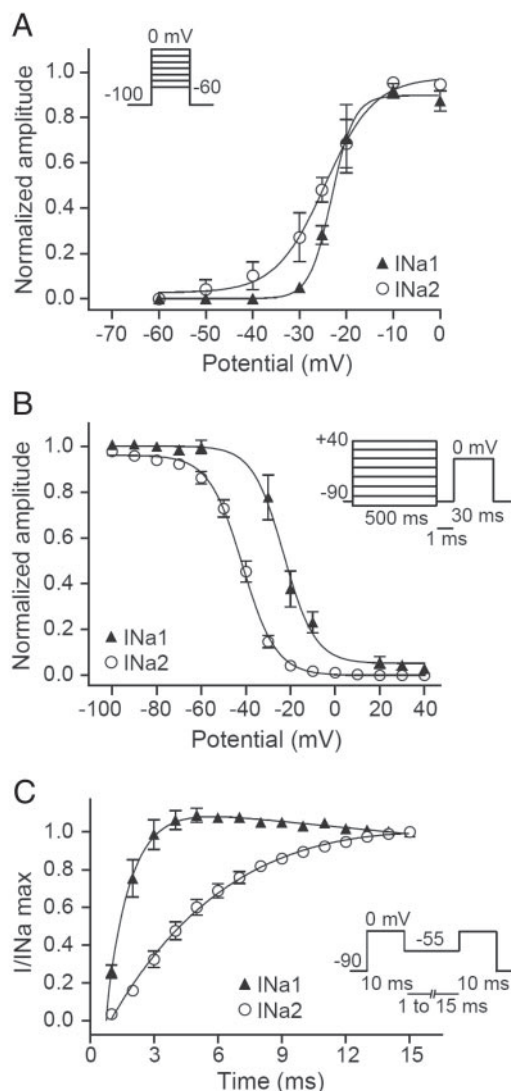 A
0 mV
-100
-60
Normalized amplitude
1.0
0.8
0.6
0.4
0.2
0.0
INa1
INa2
-70 -60 -50 -40 -30 -20 -10 0
Potential (mV)
B
+40
0 mV
-90
500 ms
30 ms
1 ms
Normalized amplitude
1.0
0.8
0.6
0.4
0.2
0.0
INa1
INa2
-100 -80 -60 -40 -20 0 20 40
Potential (mV)
C
I/INa max
1.0
0.8
0.6
0.4
0.2
0.0
0 mV
-55
-90
10 ms
10 ms
1 to 15 ms
INa1
INa2
0 3 6 9 12 15
Time (ms)